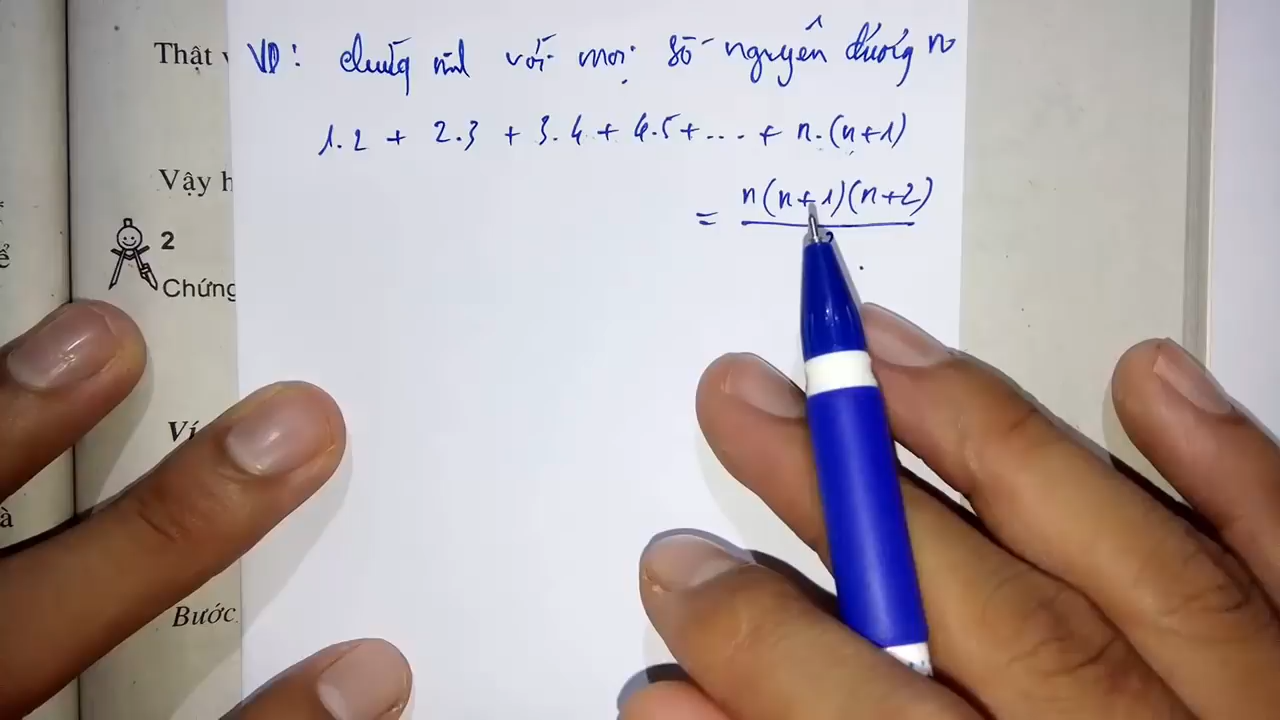 Thật
VD: chứng minh với mọi số nguyên dương n
1.2 + 2.3 + 3.4 + 4.5 + ... + n.(n+1)
Vậy h
= n(n+1)(n+2)
2
Chứng
Ví
à
Bước